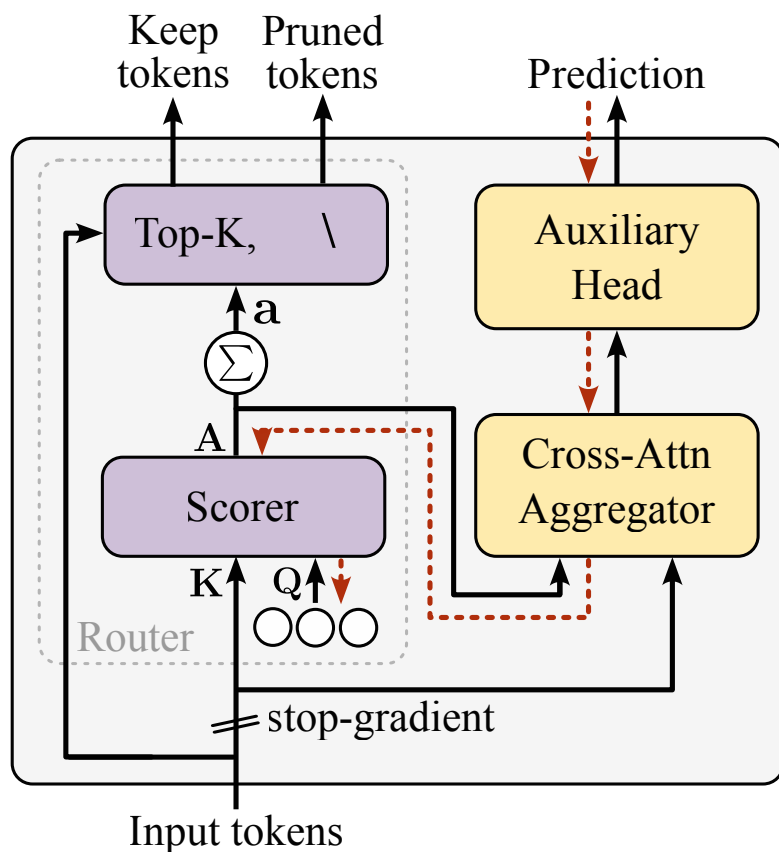 Keep
tokens
Pruned
tokens
Prediction
Top-K, \
Auxiliary
Head
a
Σ
A
Scorer
Cross-Attn
Aggregator
K
Q
Router
stop-gradient
Input tokens